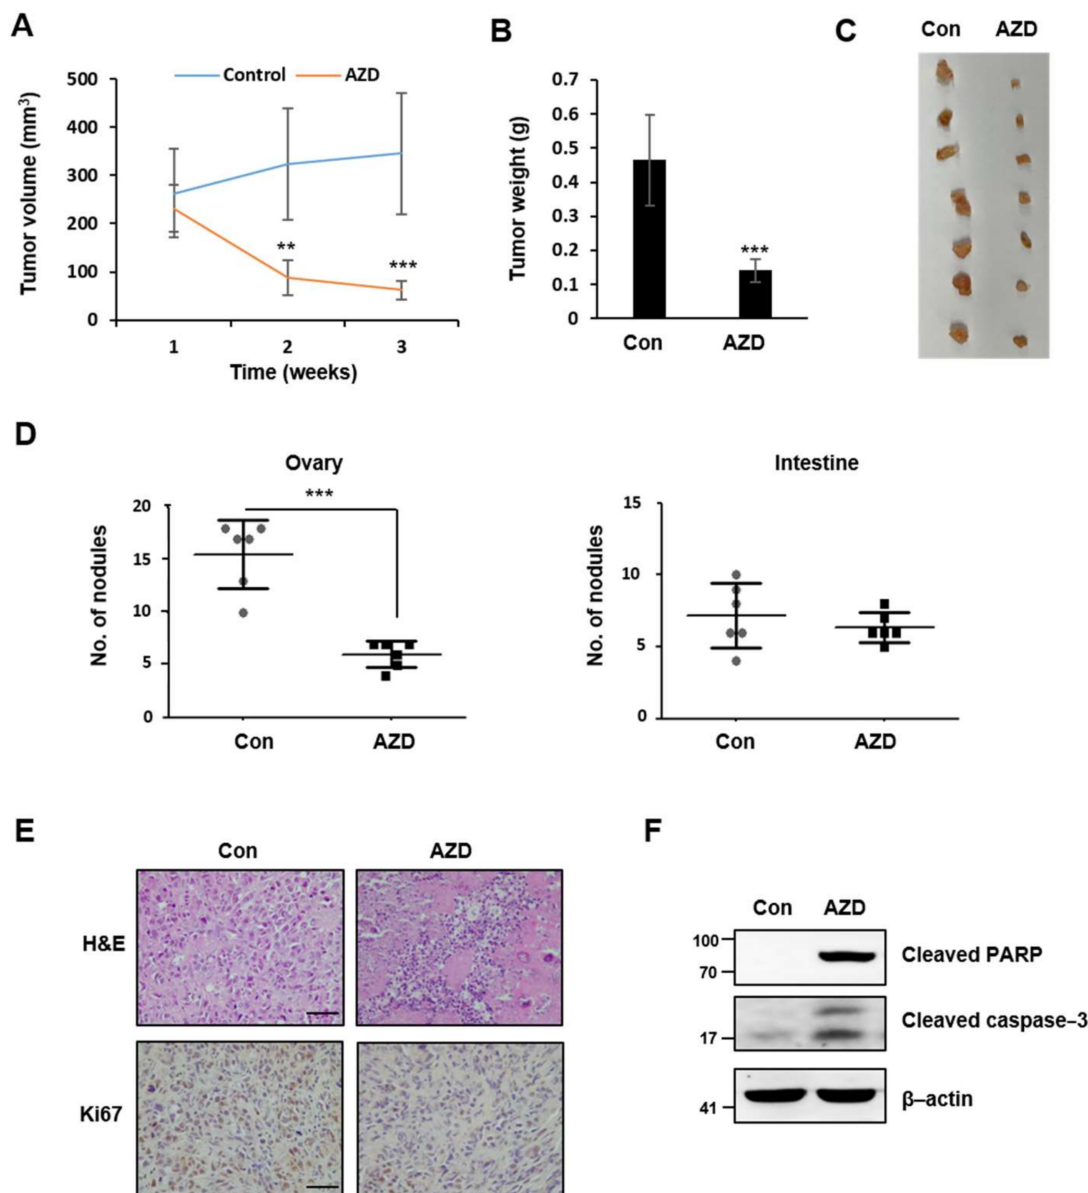 A
Control
AZD
Tumor volume (mm³)
500
400
300
200
100
0
**
***
1
2
3
Time (weeks)
B
Tumor weight (g)
0.7
0.6
0.5
0.4
0.3
0.2
0.1
0
***
Con
AZD
C
Con
AZD
D
Ovary
No. of nodules
20
15
10
5
0
***
Con
AZD
Intestine
No. of nodules
15
10
5
0
Con
AZD
E
Con
AZD
H&E
Ki67
F
Con
AZD
100
70
Cleaved PARP
17
Cleaved caspase–3
41
β–actin